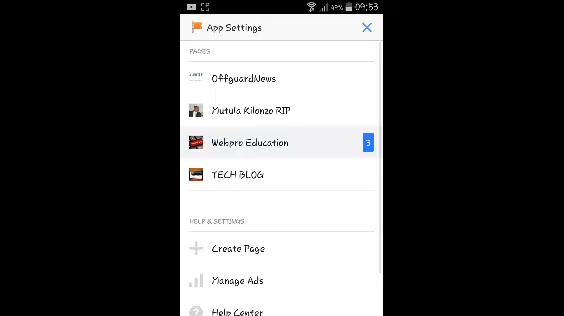 49% 09:53
App Settings
PAGES
OffguardNews
Mutula Kilonzo RIP
Webpro Education 3
TECH BLOG
HELP & SETTINGS
Create Page
Manage Ads
Help Center